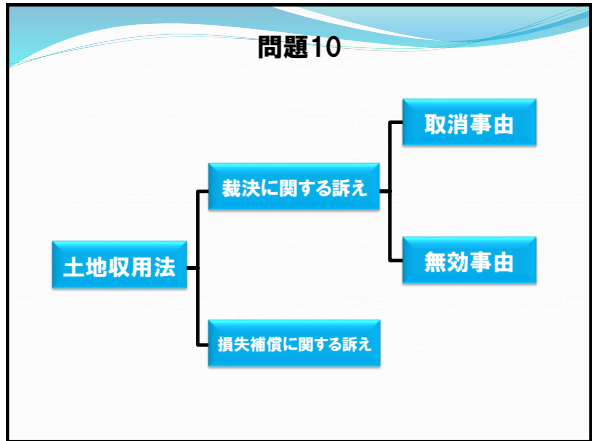 問題10
取消事由
裁決に関する訴え
土地収用法
無効事由
損失補償に関する訴え